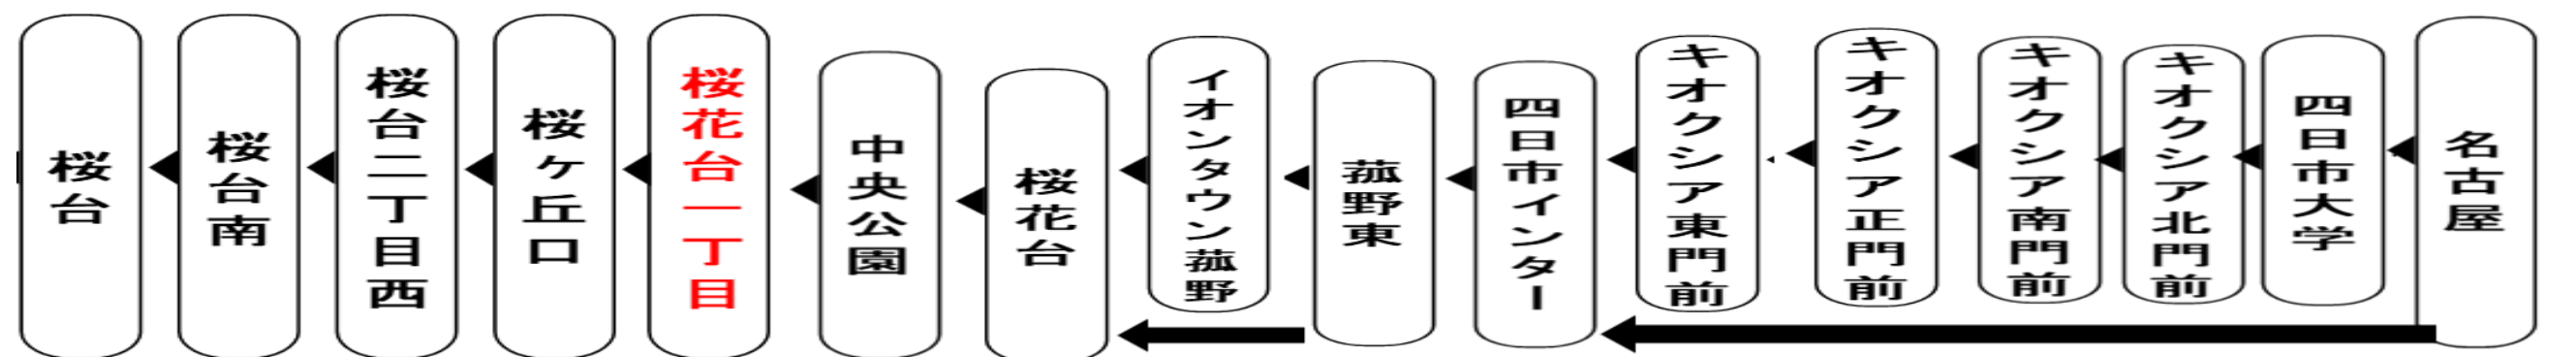 名古屋
四日市大学
キオクシア北門前
キオクシア南門前
キオクシア正門前
キオクシア東門前
四日市インター
菰野東
イオンタウン菰野
桜花台
中央公園
桜花台一丁目
桜ヶ丘口
桜台二丁目西
桜台南
桜台